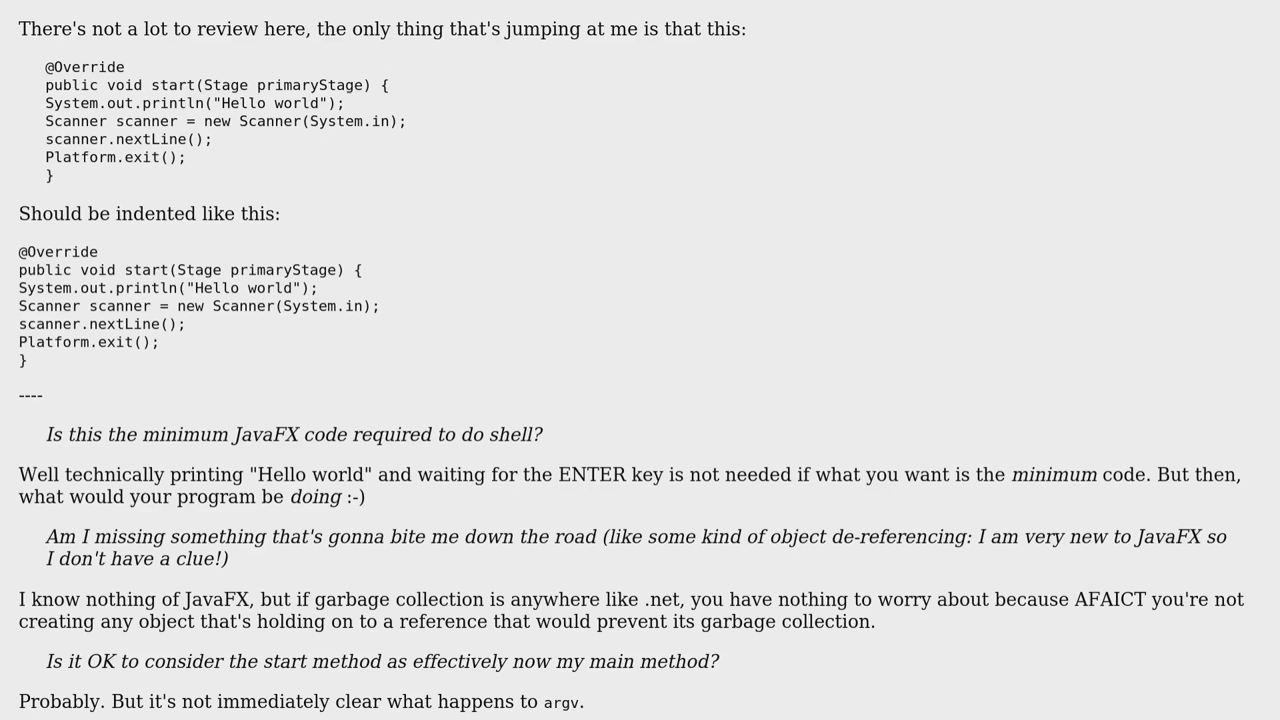 There's not a lot to review here, the only thing that's jumping at me is that this:
@Override
public void start(Stage primaryStage) {
System.out.println("Hello world");
Scanner scanner = new Scanner(System.in);
scanner.nextLine();
Platform.exit();
}
Should be indented like this:
@Override
public void start(Stage primaryStage) {
System.out.println("Hello world");
Scanner scanner = new Scanner(System.in);
scanner.nextLine();
Platform.exit();
}
----
Is this the minimum JavaFX code required to do shell?
Well technically printing "Hello world" and waiting for the ENTER key is not needed if what you want is the minimum code. But then,
what would your program be doing :-)
Am I missing something that's gonna bite me down the road (like some kind of object de-referencing: I am very new to JavaFX so
I don't have a clue!)
I know nothing of JavaFX, but if garbage collection is anywhere like .net, you have nothing to worry about because AFAICT you're not
creating any object that's holding on to a reference that would prevent its garbage collection.
Is it OK to consider the start method as effectively now my main method?
Probably. But it's not immediately clear what happens to argv.